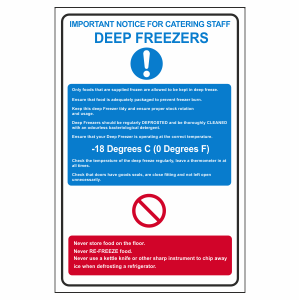 IMPORTANT NOTICE FOR CATERING STAFF
DEEP FREEZERS
Only foods that are supplied frozen are allowed to be kept in deep freeze.
Ensure that food is adequately packaged to prevent freezer burn.
Keep this deep Freezer tidy and ensure proper stock rotation
and usage.
Deep Freezers should be regularly DEFROSTED and be thoroughly CLEANED
with an odourless bacteriological detergent.
Ensure that your Deep Freezer is operating at the correct temperature.
-18 Degrees C (0 Degrees F)
Check the temperature of the deep freeze regularly, leave a thermometer in at
all times.
Check that doors have goods seals, are close fitting and not left open
unnecessarily.
Never store food on the floor.
Never RE-FREEZE food.
Never use a kettle knife or other sharp instrument to chip away
ice when defrosting a refrigerator.